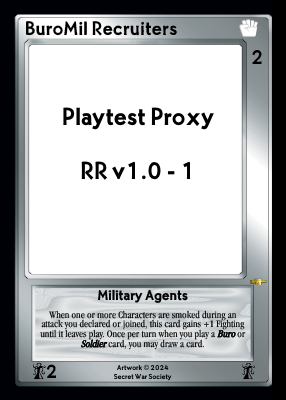 BuroMil Recruiters
2
Playtest Proxy
RR v1.0 - 1
Military Agents
When one or more Characters are smoked during an
attack you declared or joined, this card gains +1 Fighting
until it leaves play. Once per turn when you play a Buro or
Soldier card, you may draw a card.
2
Artwork © 2024
Secret War Society